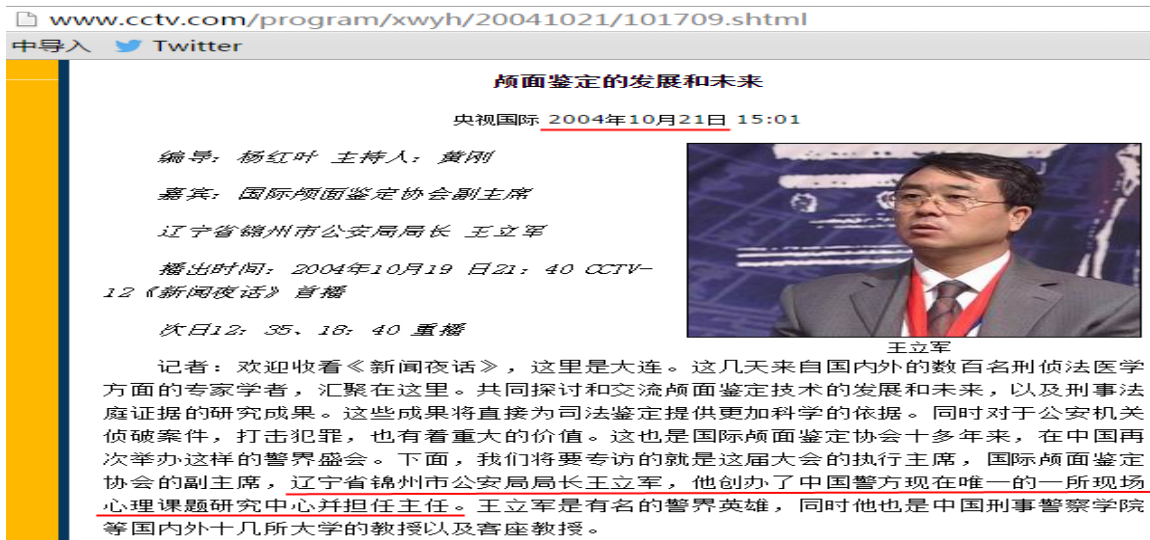 www.cctv.com/program/xwyh/20041021/101709.shtml
中导入 Twitter
颅面鉴定的发展和未来
央视国际 2004年10月21日 15:01
编导：杨红叶 主持人：黄刚
嘉宾：国际颅面鉴定协会副主席
辽宁省锦州市公安局局长 王立军
播出时间：2004年10月19 日21：40 CCTV-
12《新闻夜话》首播
次日12：35、18：40 重播
王立军
记者：欢迎收看《新闻夜话》，这里是大连。这几天来自国内外的数百名刑侦法医学
方面的专家学者，汇聚在这里。共同探讨和交流颅面鉴定技术的发展和未来，以及刑事法
庭证据的研究成果。这些成果将直接为司法鉴定提供更加科学的依据。同时对于公安机关
侦破案件，打击犯罪，也有着重大的价值。这也是国际颅面鉴定协会十多年来，在中国再
次举办这样的警界盛会。下面，我们将要专访的就是这届大会的执行主席，国际颅面鉴定
协会的副主席，辽宁省锦州市公安局局长王立军，他创办了中国警方现在唯一的一所现场
心理课题研究中心并担任主任。王立军是有名的警界英雄，同时他也是中国刑事警察学院
等国内外十几所大学的教授以及客座教授。